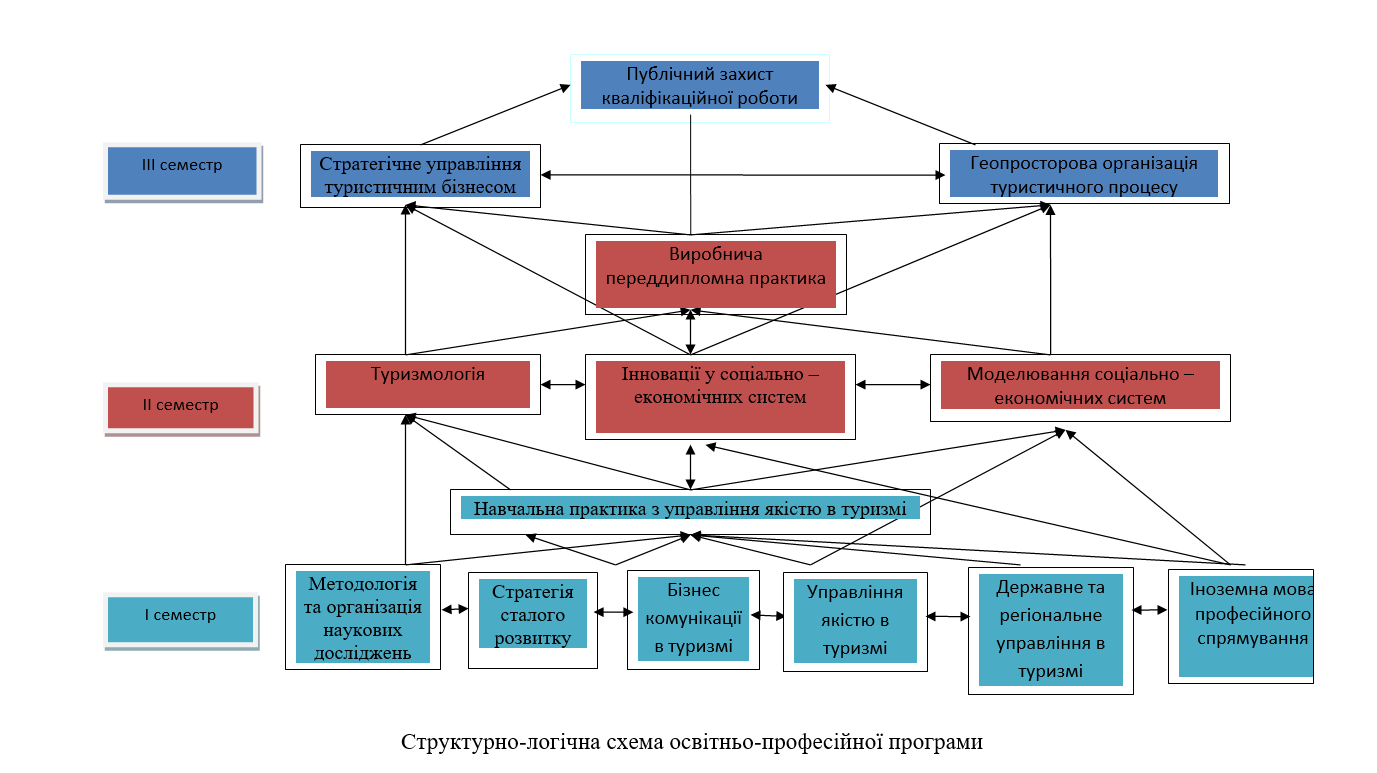 Публічний захист
кваліфікаційної роботи
ІІІ семестр
Стратегічне управління
туристичним бізнесом
Геопросторова організація
туристичного процесу
Виробнича
переддипломна практика
ІІ семестр
Туризмологія
Інновації у соціально –
економічних систем
Моделювання соціально –
економічних систем
Навчальна практика з управління якістю в туризмі
І семестр
Методологія
та організація
наукових
досліджень
Стратегія
сталого
розвитку
Бізнес
комунікації
в туризмі
Управління
якістю в
туризмі
Державне та
регіональне
управління в
туризмі
Іноземна мова
професійного
спрямування
Структурно-логічна схема освітньо-професійної програми